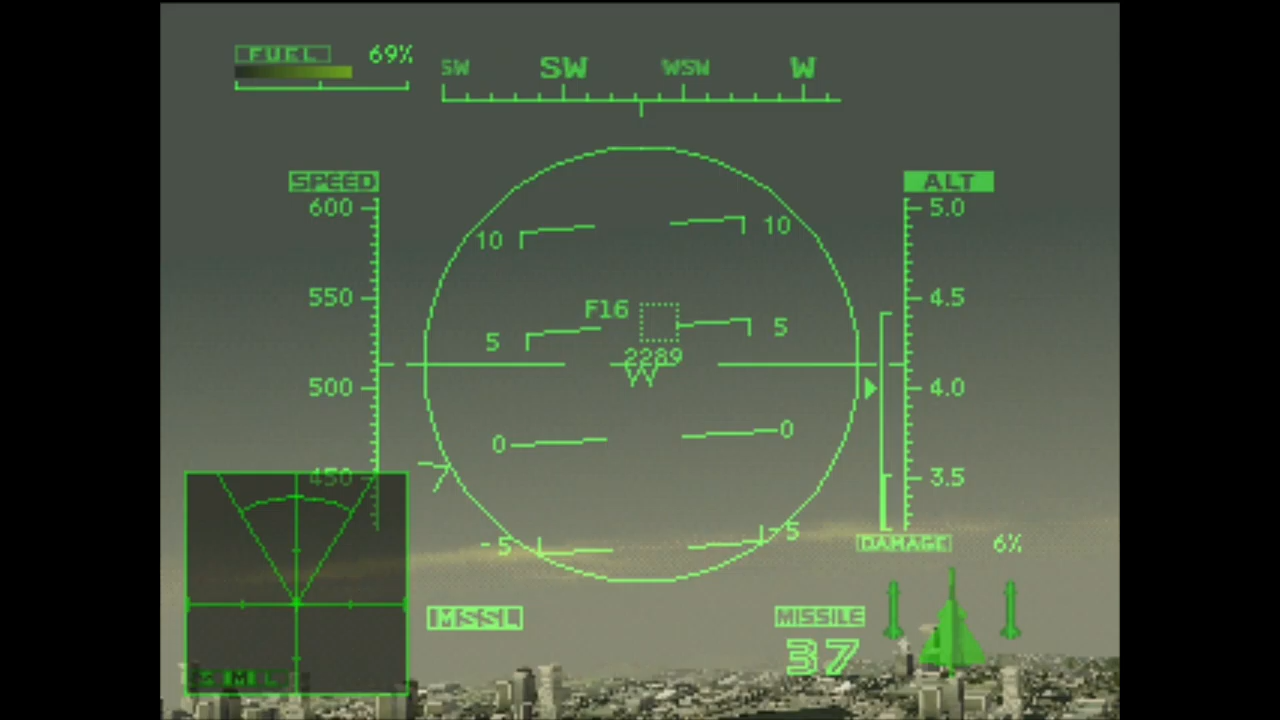 FUEL 69%
SW SW WSW W
SPEED ALT
600 5.0
10 10
550 4.5
F16
5 5
2289
500 4.0
0 0
450 3.5
-5 -5
DAMAGE 6%
MSSL MISSILE
37
S M L